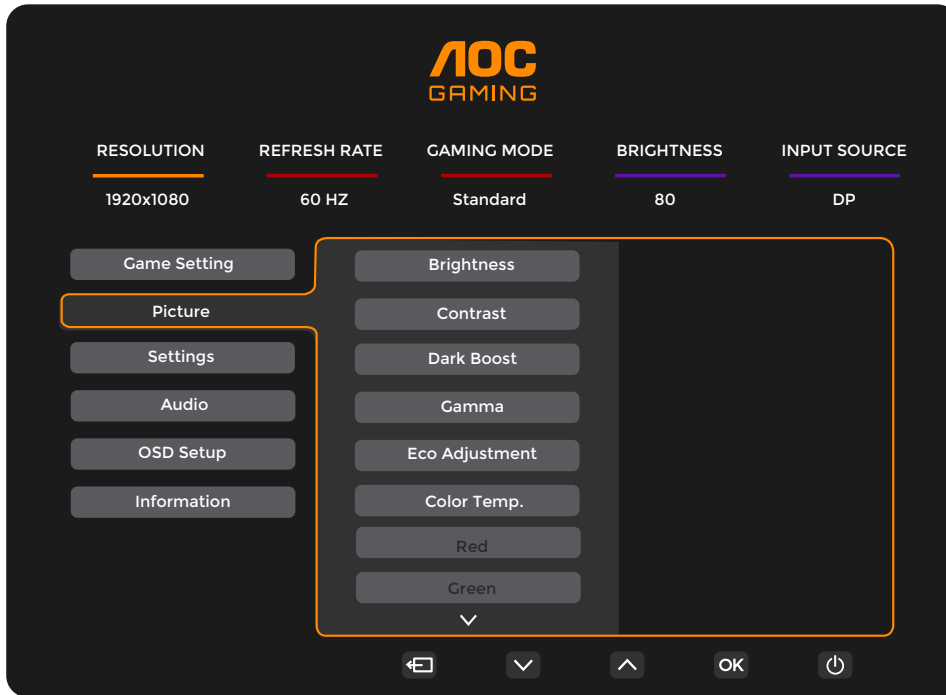 AOC
GAMING
RESOLUTION REFRESH RATE GAMING MODE BRIGHTNESS INPUT SOURCE
1920x1080 60 HZ Standard 80 DP
Game Setting
Picture
Settings
Audio
OSD Setup
Information
Brightness
Contrast
Dark Boost
Gamma
Eco Adjustment
Color Temp.
Red
Green
OK